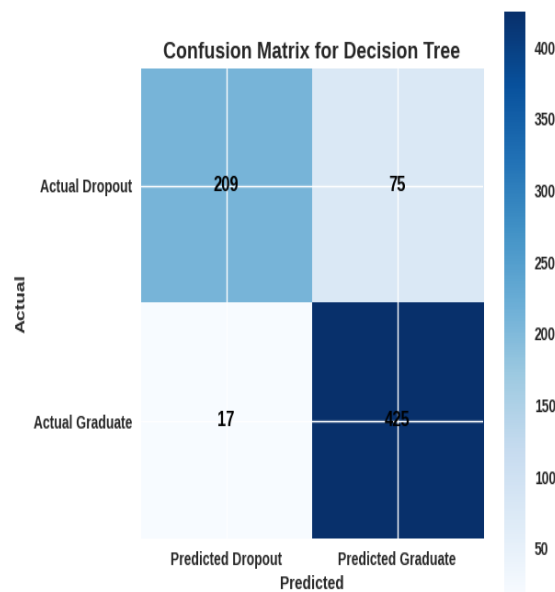 Confusion Matrix for Decision Tree
Actual
Actual Dropout
209
75
Actual Graduate
17
425
Predicted Dropout
Predicted Graduate
Predicted
400
350
300
250
200
150
100
50